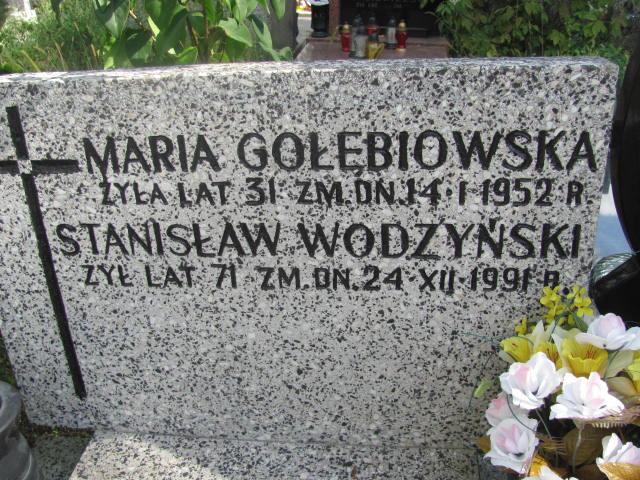 MARIA GOŁĘBIOWSKA
ŻYŁA LAT 31 ZM. DN. 14 I 1952 R.
STANISŁAW WODZYŃSKI
ŻYŁ LAT 71 ZM. DN. 24 XII 1991 R.